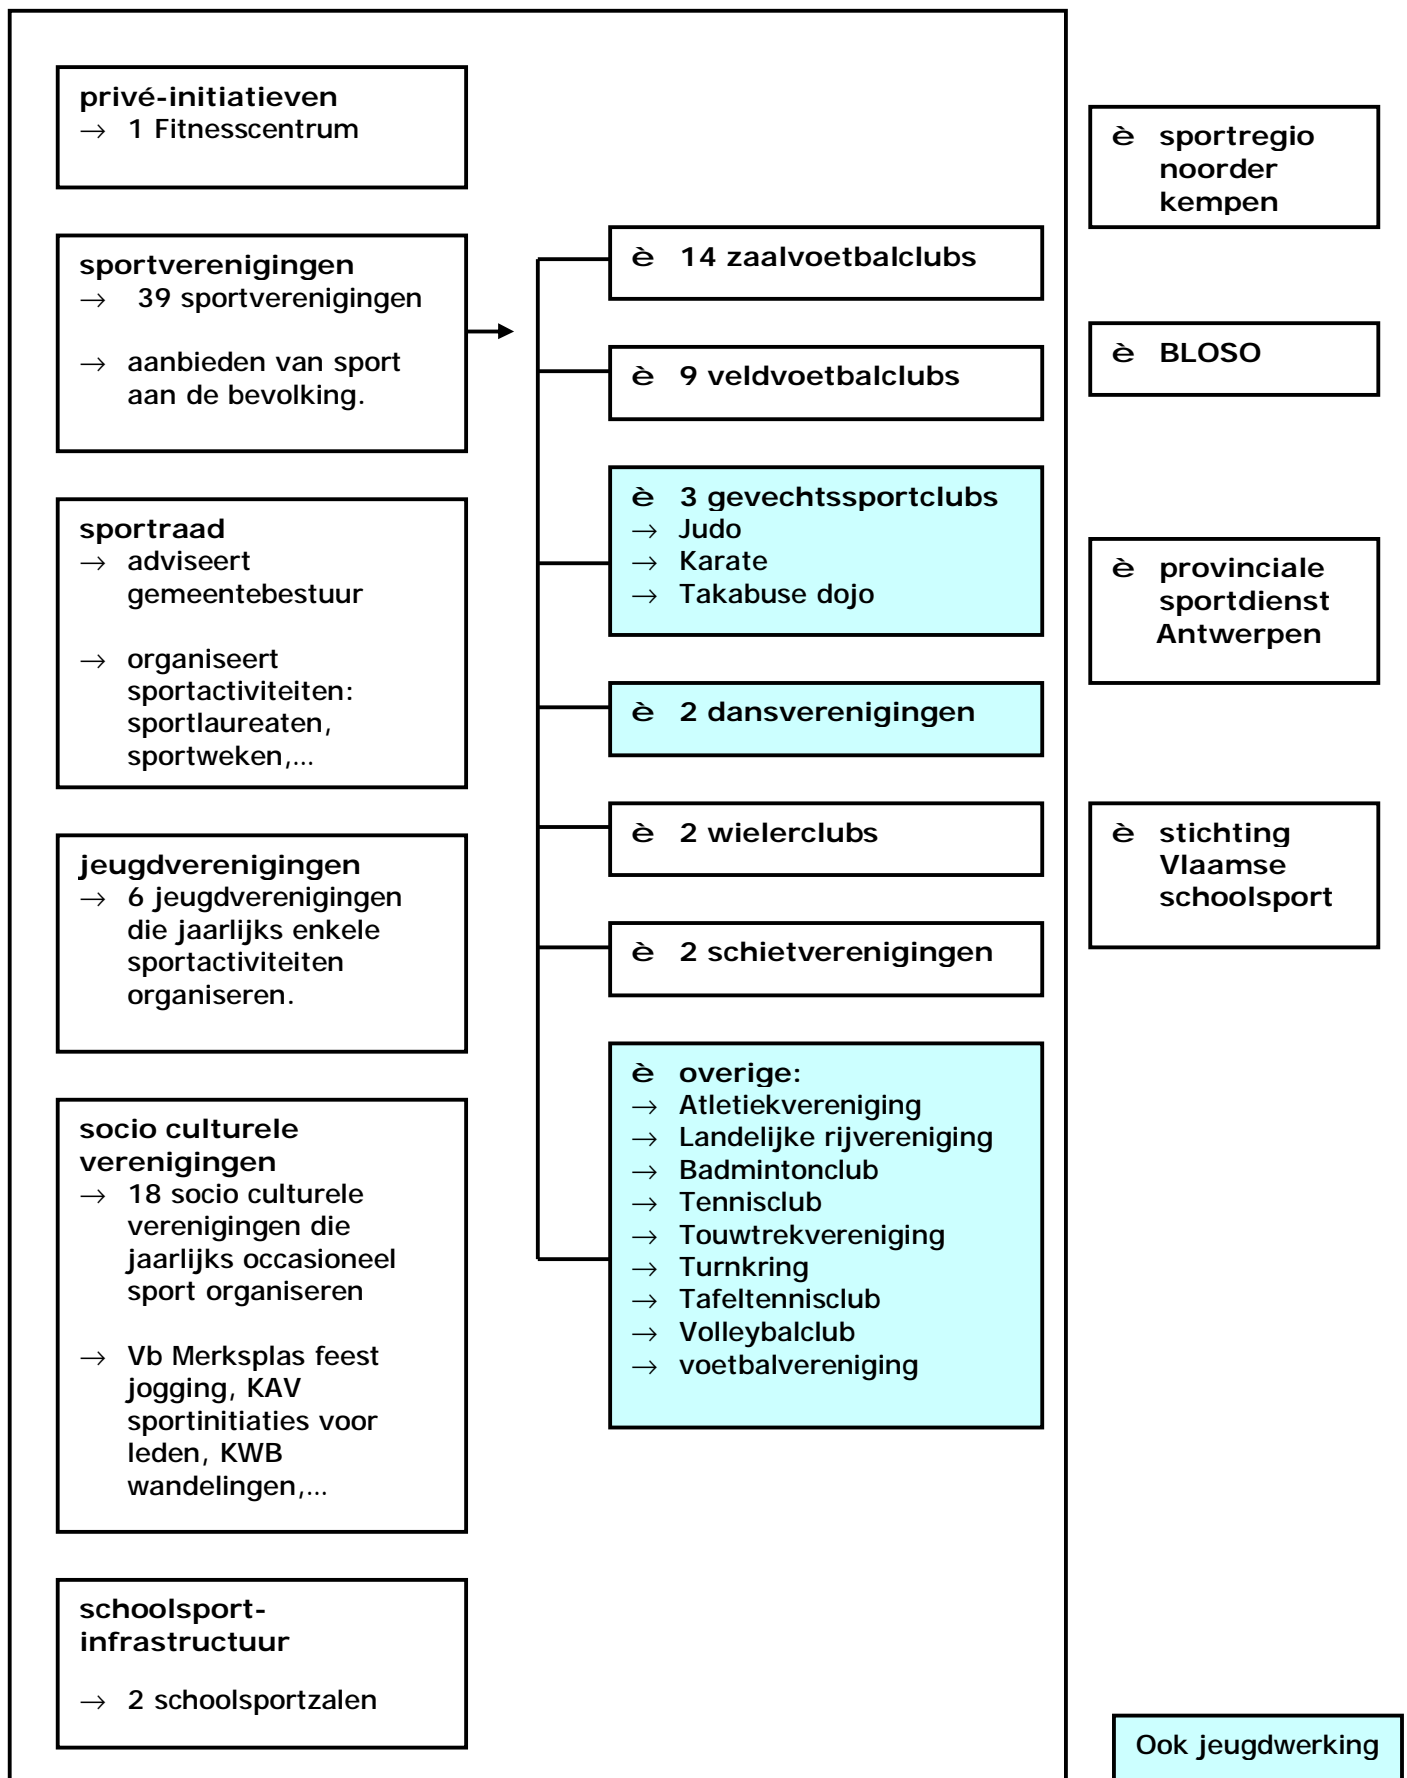 privé-initiatieven
→ 1 Fitnesscentrum
sportverenigingen
→ 39 sportverenigingen
→ aanbieden van sport
aan de bevolking.
sportraad
→ adviseert
gemeentebestuur
→ organiseert
sportactiviteiten:
sportlaureaten,
sportweken,...
jeugdverenigingen
→ 6 jeugdverenigingen
die jaarlijks enkele
sportactiviteiten
organiseren.
socio culturele
verenigingen
→ 18 socio culturele
verenigingen die
jaarlijks occasioneel
sport organiseren
→ Vb Merksplas feest
jogging, KAV
sportinitiaties voor
leden, KWB
wandelingen,...
schoolsport-
infrastructuur
→ 2 schoolsportzalen
è 14 zaalvoetbalclubs
è 9 veldvoetbalclubs
è 3 gevechtssportclubs
→ Judo
→ Karate
→ Takabuse dojo
è 2 dansverenigingen
è 2 wielerclubs
è 2 schietverenigingen
è overige:
→ Atletiekvereniging
→ Landelijke rijvereniging
→ Badmintonclub
→ Tennisclub
→ Touwtrekvereniging
→ Turnkring
→ Tafeltennisclub
→ Volleybalclub
→ voetbalvereniging
è sportregio
noorder
kempen
è BLOSO
è provinciale
sportdienst
Antwerpen
è stichting
Vlaamse
schoolsport
Ook jeugdwerking